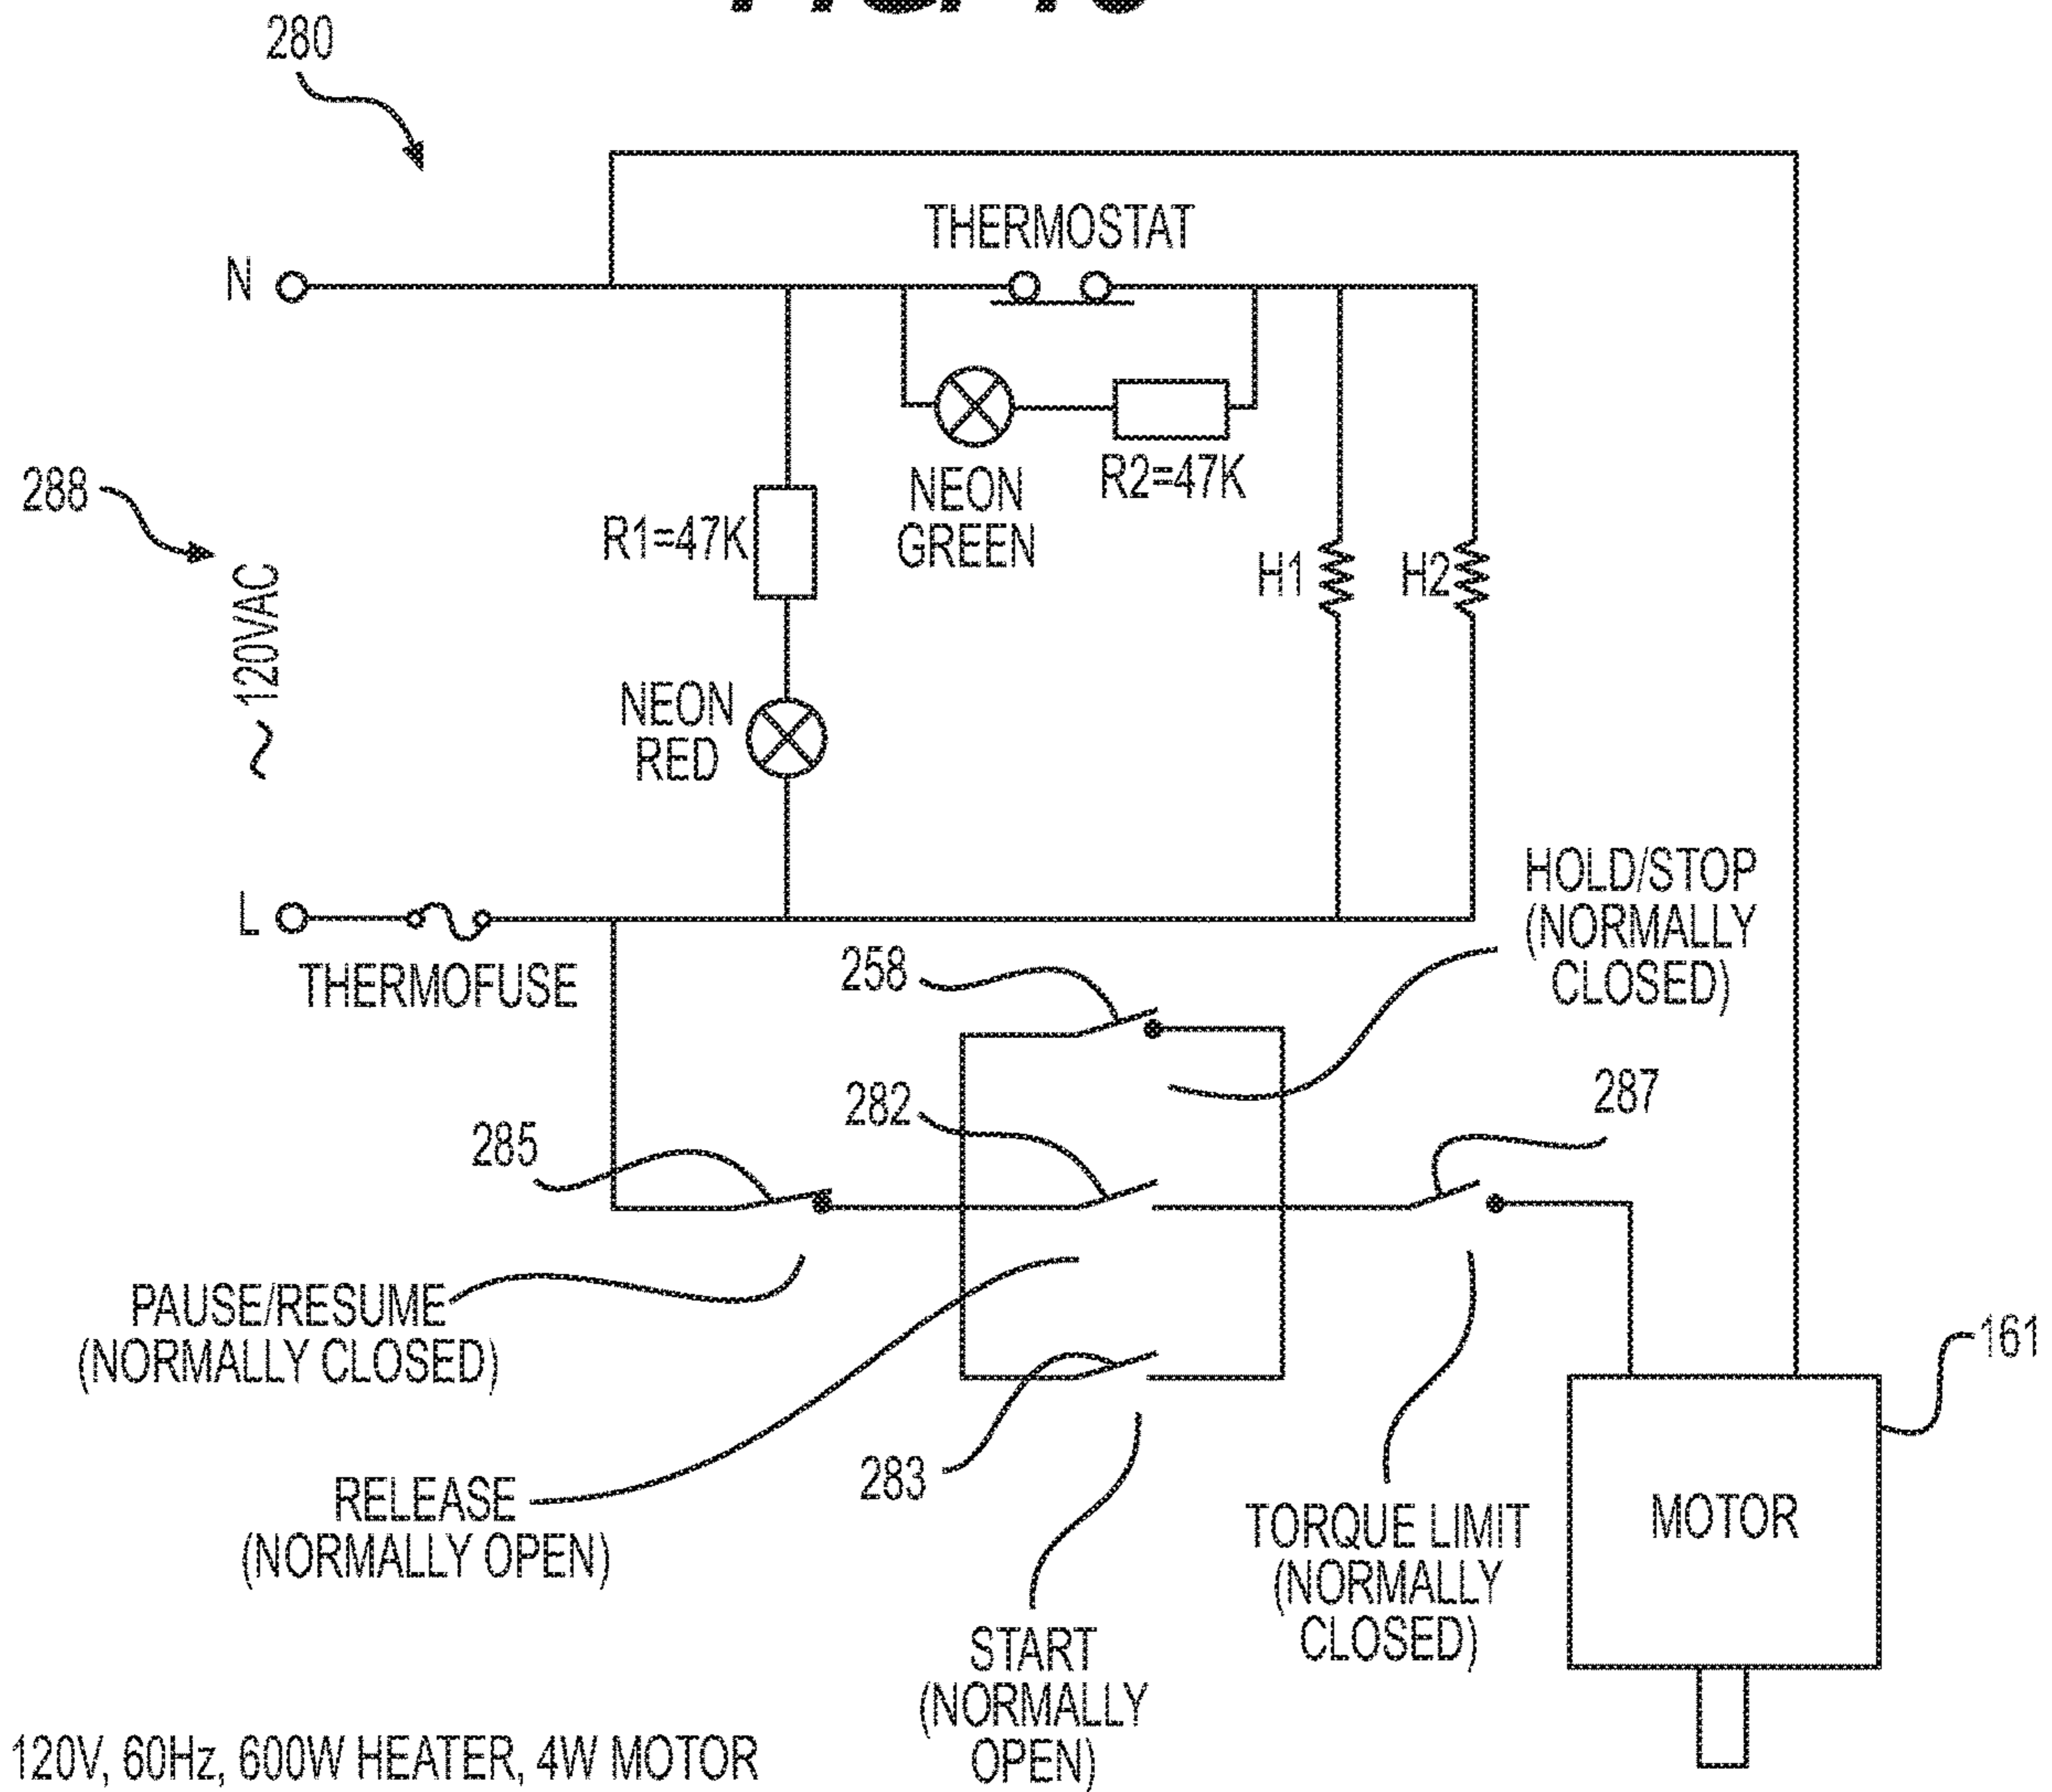 280
THERMOSTAT
N
288
120VAC
~
R1=47K
NEON
GREEN
R2=47K
H1
H2
NEON
RED
L
THERMOFUSE
HOLD/STOP
(NORMALLY
CLOSED)
258
282
287
285
PAUSE/RESUME
(NORMALLY CLOSED)
161
RELEASE
(NORMALLY OPEN)
283
TORQUE LIMIT
(NORMALLY
CLOSED)
MOTOR
START
(NORMALLY
OPEN)
120V, 60Hz, 600W HEATER, 4W MOTOR